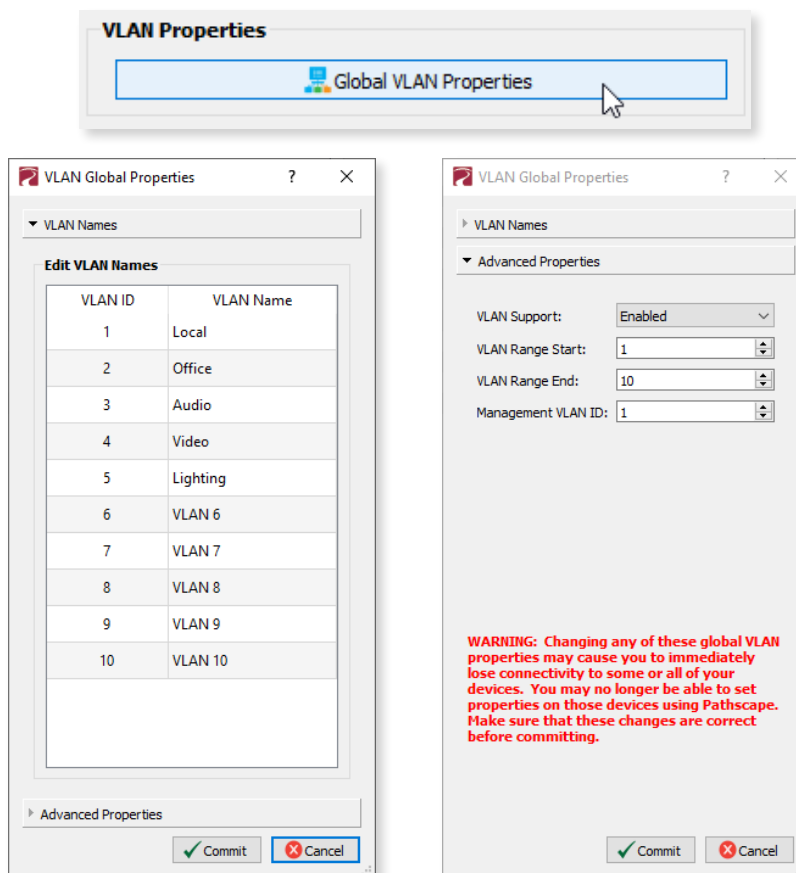 VLAN Properties
Global VLAN Properties
VLAN Global Properties ? ×
VLAN Names
Edit VLAN Names
VLAN ID VLAN Name
1 Local
2 Office
3 Audio
4 Video
5 Lighting
6 VLAN 6
7 VLAN 7
8 VLAN 8
9 VLAN 9
10 VLAN 10
Advanced Properties
Commit Cancel
VLAN Global Properties ? ×
VLAN Names
Advanced Properties
VLAN Support: Enabled
VLAN Range Start: 1
VLAN Range End: 10
Management VLAN ID: 1
WARNING: Changing any of these global VLAN
properties may cause you to immediately
lose connectivity to some or all of your
devices. You may no longer be able to set
properties on those devices using Pathscape.
Make sure that these changes are correct
before committing.
Commit Cancel